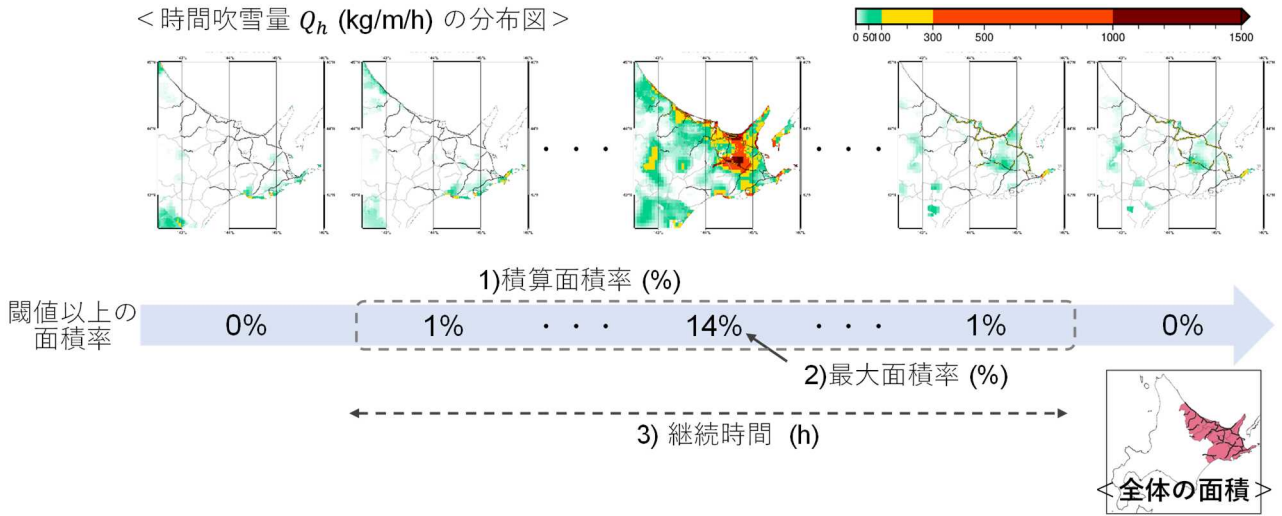 ＜時間吹雪量 Qh (kg/m/h) の分布図＞
0 50 100 300 500 1000 1500
・・・
・・・
1)積算面積率 (%)
閾値以上の
面積率
0% 1% ・・・ 14% ・・・ 1% 0%
2)最大面積率 (%)
3) 継続時間 (h)
＜全体の面積＞